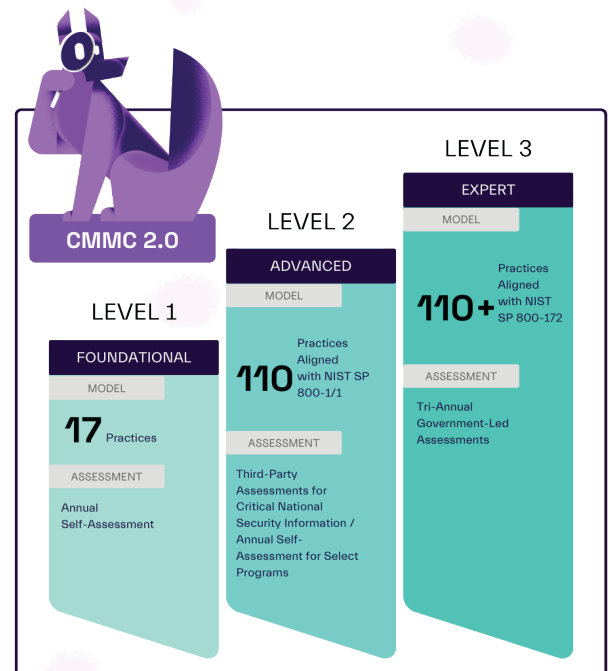 CMMC 2.0
LEVEL 1
FOUNDATIONAL
MODEL
17 Practices
ASSESSMENT
Annual
Self-Assessment
LEVEL 2
ADVANCED
MODEL
110
Practices
Aligned
with NIST SP
800-1/1
ASSESSMENT
Third-Party
Assessments for
Critical National
Security Information /
Annual Self-
Assessment for Select
Programs
LEVEL 3
EXPERT
MODEL
110+
Practices
Aligned
with NIST
SP 800-172
ASSESSMENT
Tri-Annual
Government-Led
Assessments